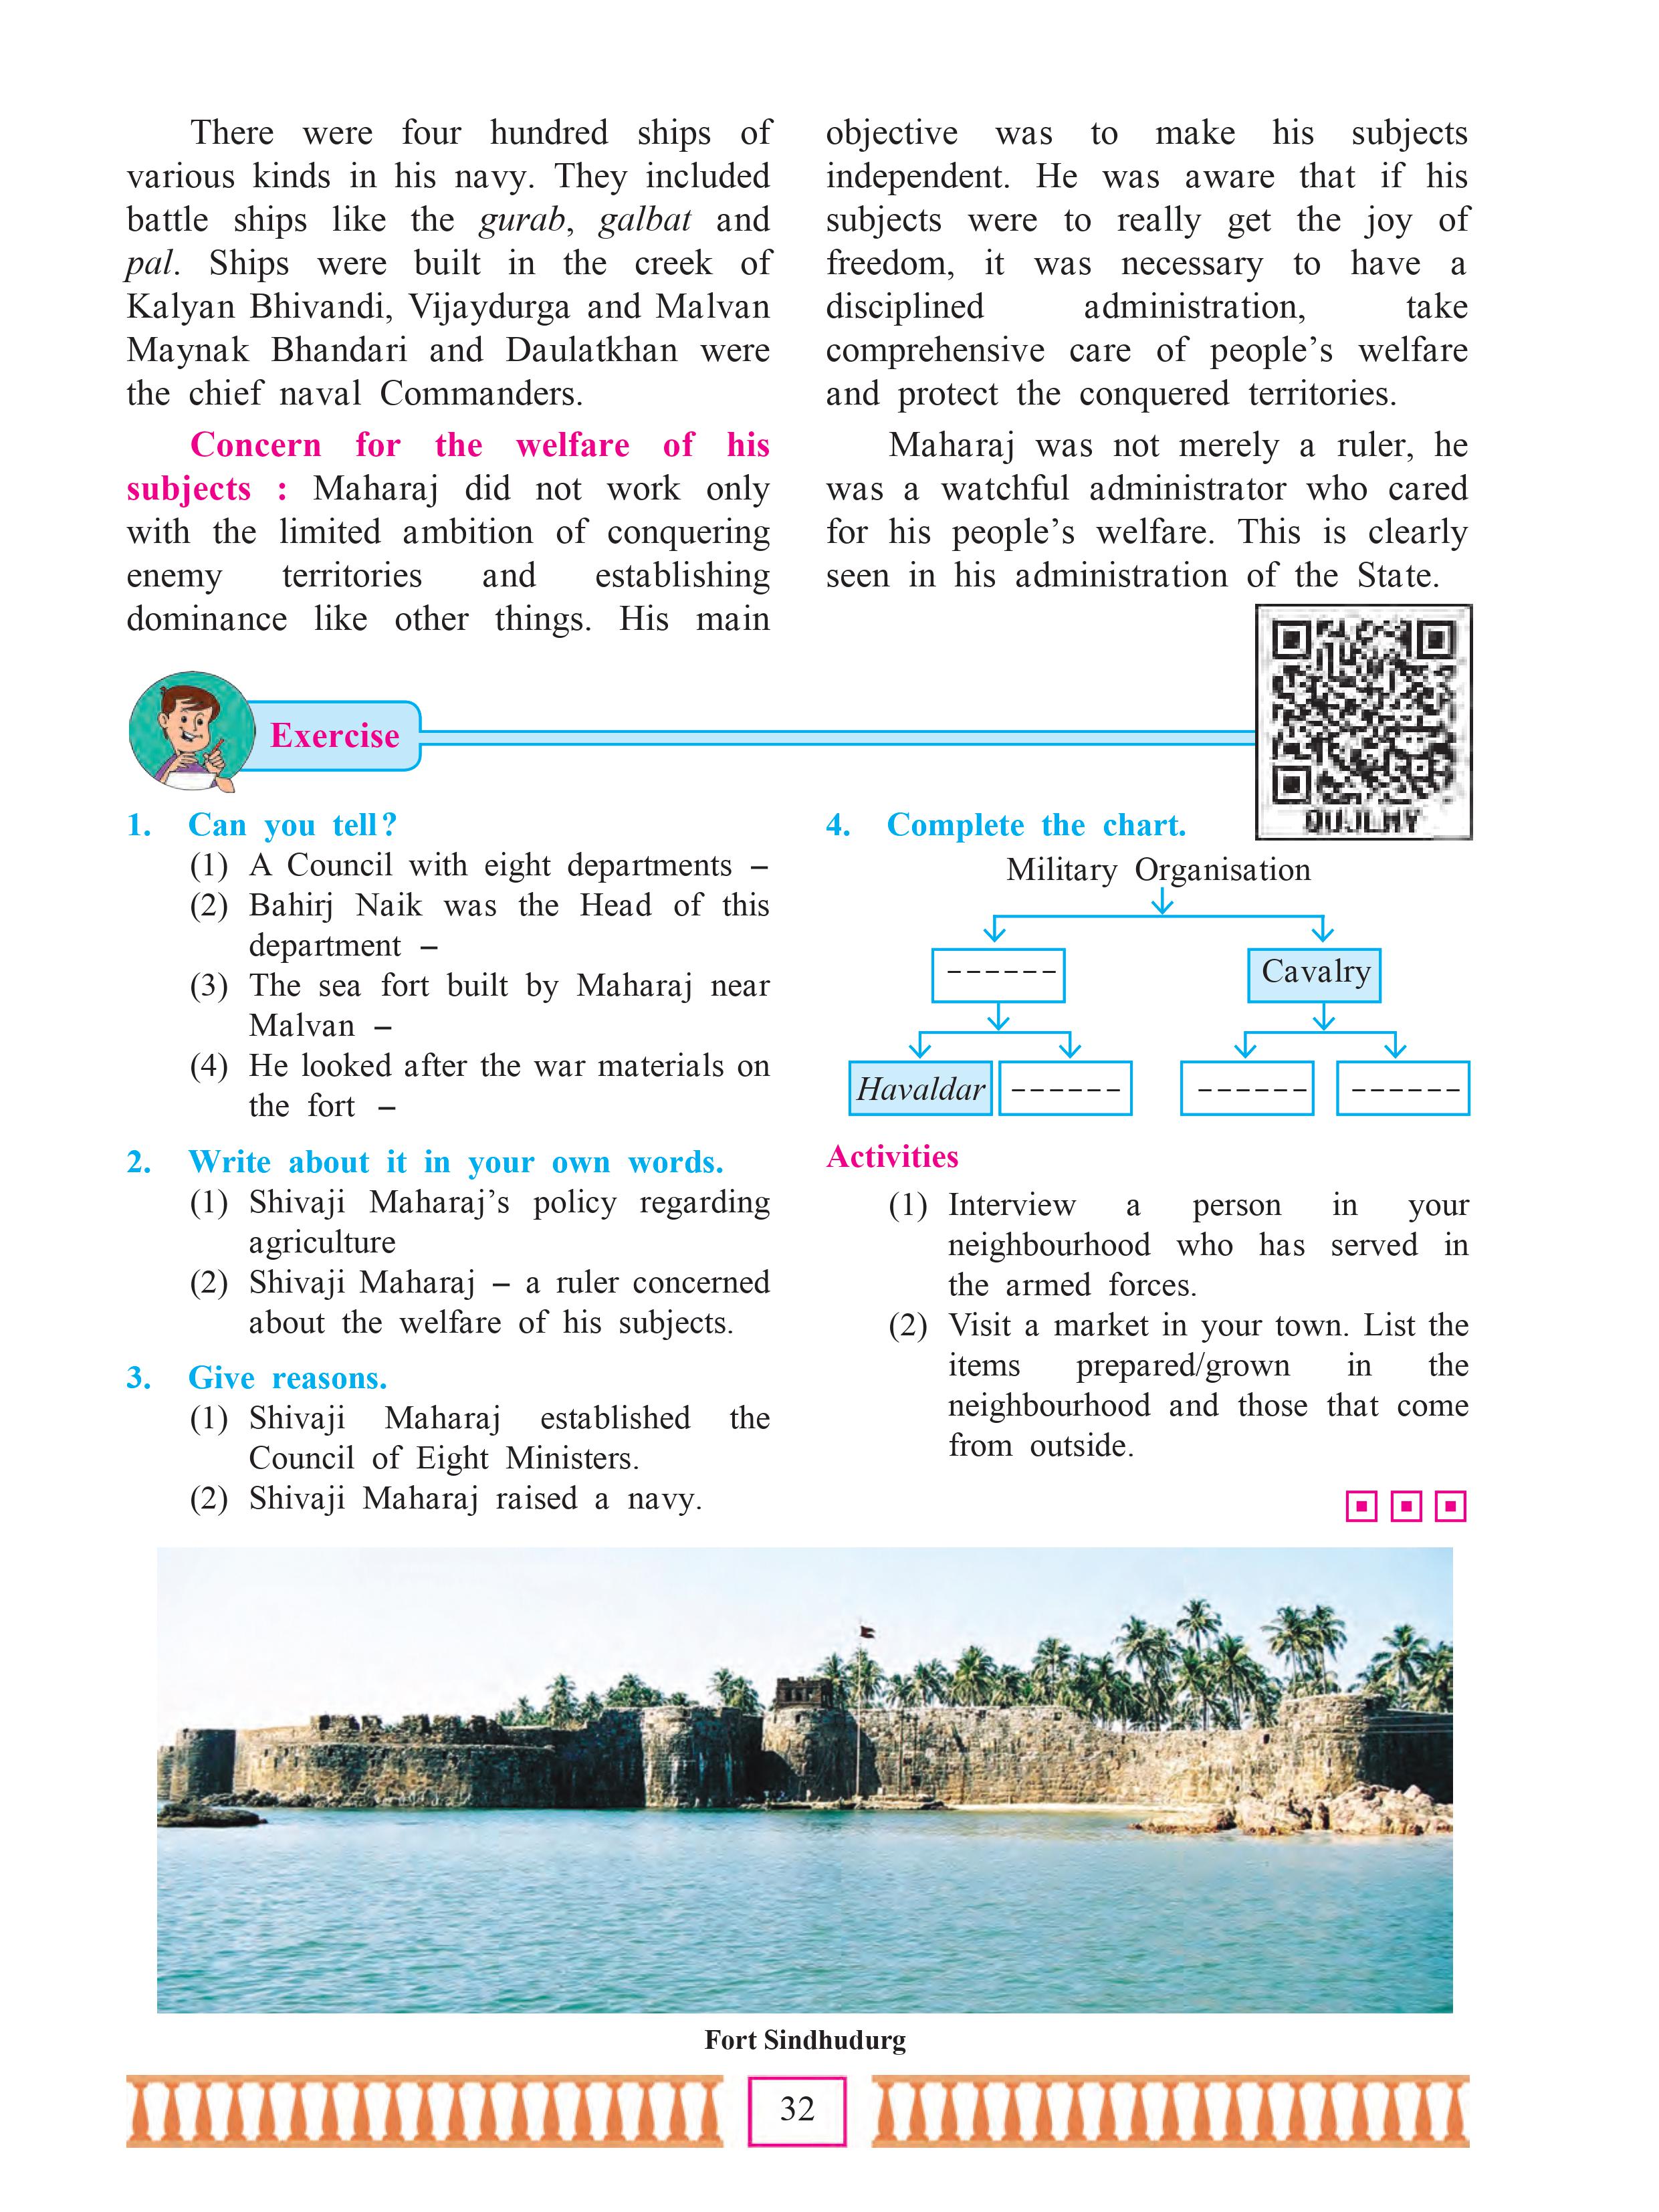 There were four hundred ships of
various kinds in his navy. They included
battle ships like the gurab, galbat and
pal. Ships were built in the creek of
Kalyan Bhivandi, Vijaydurga and Malvan
Maynak Bhandari and Daulatkhan were
the chief naval Commanders.
Concern for the welfare of his
subjects : Maharaj did not work only
with the limited ambition of conquering
enemy territories and establishing
dominance like other things. His main
objective was to make his subjects
independent. He was aware that if his
subjects were to really get the joy of
freedom, it was necessary to have a
disciplined administration, take
comprehensive care of people's welfare
and protect the conquered territories.
Maharaj was not merely a ruler, he
was a watchful administrator who cared
for his people's welfare. This is clearly
seen in his administration of the State.
Exercise
1. Can you tell?
(1) A Council with eight departments –
(2) Bahirj Naik was the Head of this
department –
(3) The sea fort built by Maharaj near
Malvan –
(4) He looked after the war materials on
the fort –
2. Write about it in your own words.
(1) Shivaji Maharaj's policy regarding
agriculture
(2) Shivaji Maharaj – a ruler concerned
about the welfare of his subjects.
3. Give reasons.
(1) Shivaji Maharaj established the
Council of Eight Ministers.
(2) Shivaji Maharaj raised a navy.
4. Complete the chart.
Military Organisation
------ Cavalry
Havaldar ------ ------ ------
Activities
(1) Interview a person in your
neighbourhood who has served in
the armed forces.
(2) Visit a market in your town. List the
items prepared/grown in the
neighbourhood and those that come
from outside.
Fort Sindhudurg
32